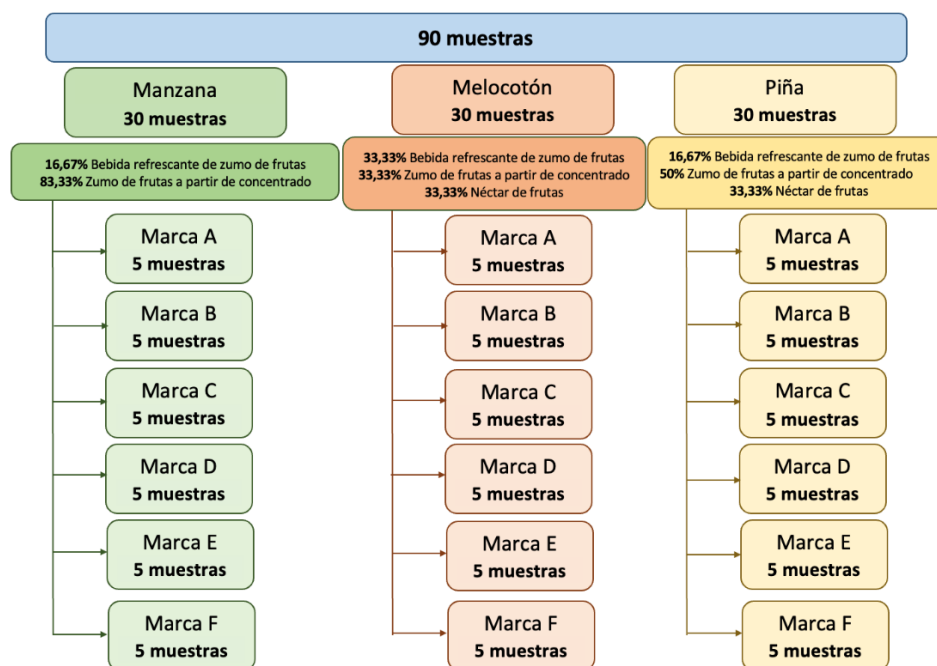 90 muestras
Manzana
30 muestras
16,67% Bebida refrescante de zumo de frutas
83,33% Zumo de frutas a partir de concentrado
Marca A
5 muestras
Marca B
5 muestras
Marca C
5 muestras
Marca D
5 muestras
Marca E
5 muestras
Marca F
5 muestras
Melocotón
30 muestras
33,33% Bebida refrescante de zumo de frutas
33,33% Zumo de frutas a partir de concentrado
33,33% Néctar de frutas
Marca A
5 muestras
Marca B
5 muestras
Marca C
5 muestras
Marca D
5 muestras
Marca E
5 muestras
Marca F
5 muestras
Piña
30 muestras
16,67% Bebida refrescante de zumo de frutas
50% Zumo de frutas a partir de concentrado
33,33% Néctar de frutas
Marca A
5 muestras
Marca B
5 muestras
Marca C
5 muestras
Marca D
5 muestras
Marca E
5 muestras
Marca F
5 muestras